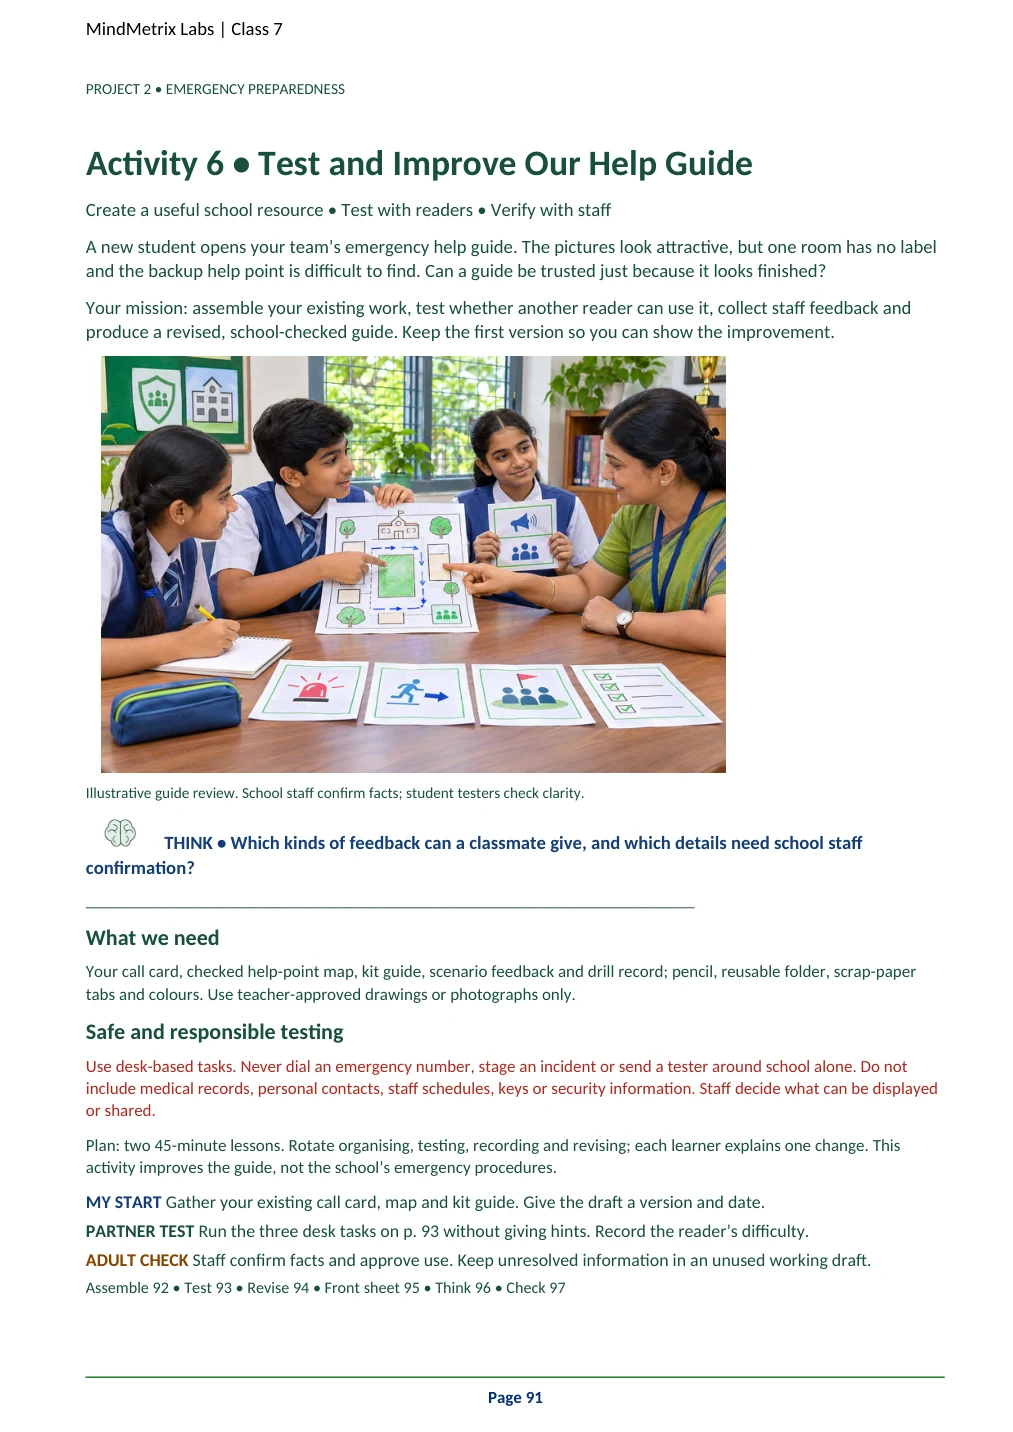 MindMetrix Labs | Class 7
PROJECT 2 • EMERGENCY PREPAREDNESS
Activity 6 • Test and Improve Our Help Guide
Create a useful school resource • Test with readers • Verify with staff
A new student opens your team’s emergency help guide. The pictures look attractive, but one room has no label
and the backup help point is difficult to find. Can a guide be trusted just because it looks finished?
Your mission: assemble your existing work, test whether another reader can use it, collect staff feedback and
produce a revised, school-checked guide. Keep the first version so you can show the improvement.
Illustrative guide review. School staff confirm facts; student testers check clarity.
THINK • Which kinds of feedback can a classmate give, and which details need school staff
confirmation?
What we need
Your call card, checked help-point map, kit guide, scenario feedback and drill record; pencil, reusable folder, scrap-paper
tabs and colours. Use teacher-approved drawings or photographs only.
Safe and responsible testing
Use desk-based tasks. Never dial an emergency number, stage an incident or send a tester around school alone. Do not
include medical records, personal contacts, staff schedules, keys or security information. Staff decide what can be displayed
or shared.
Plan: two 45-minute lessons. Rotate organising, testing, recording and revising; each learner explains one change. This
activity improves the guide, not the school’s emergency procedures.
MY START Gather your existing call card, map and kit guide. Give the draft a version and date.
PARTNER TEST Run the three desk tasks on p. 93 without giving hints. Record the reader’s difficulty.
ADULT CHECK Staff confirm facts and approve use. Keep unresolved information in an unused working draft.
Assemble 92 • Test 93 • Revise 94 • Front sheet 95 • Think 96 • Check 97
Page 91